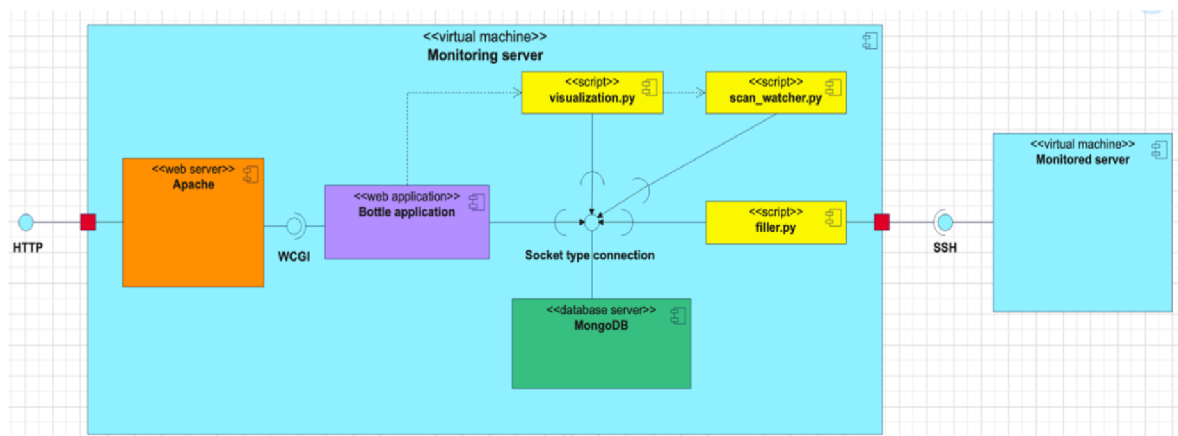 <<virtual machine>>
Monitoring server
<<script>>
visualization.py
<<script>>
scan_watcher.py
<<virtual machine>>
Monitored server
<<web server>>
Apache
<<web application>>
Bottle application
<<script>>
filler.py
HTTP
WCGI
Socket type connection
SSH
<<database server>>
MongoDB